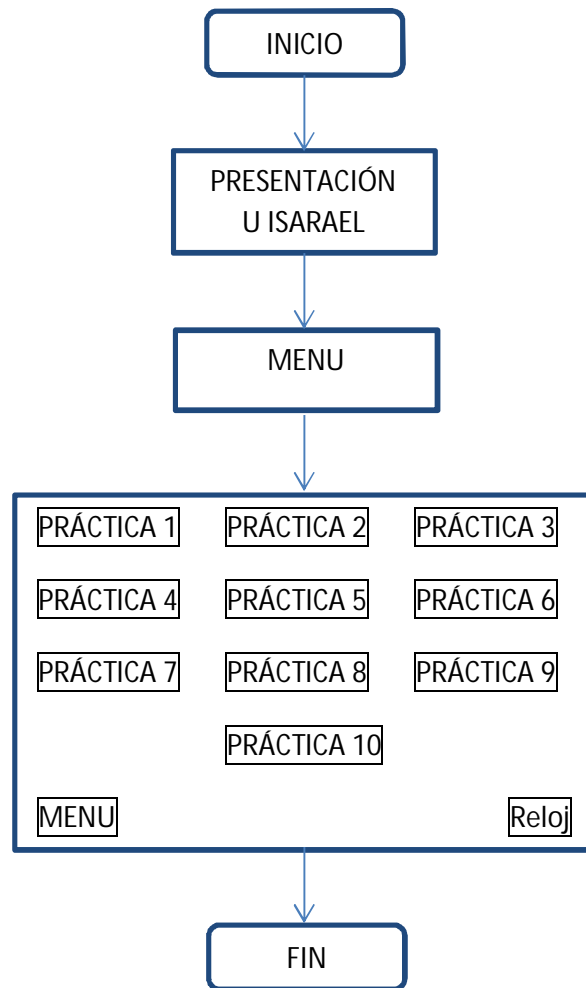 INICIO
PRESENTACIÓN
U ISARAEL
MENU
PRÁCTICA 1 PRÁCTICA 2 PRÁCTICA 3
PRÁCTICA 4 PRÁCTICA 5 PRÁCTICA 6
PRÁCTICA 7 PRÁCTICA 8 PRÁCTICA 9
PRÁCTICA 10
MENU Reloj
FIN